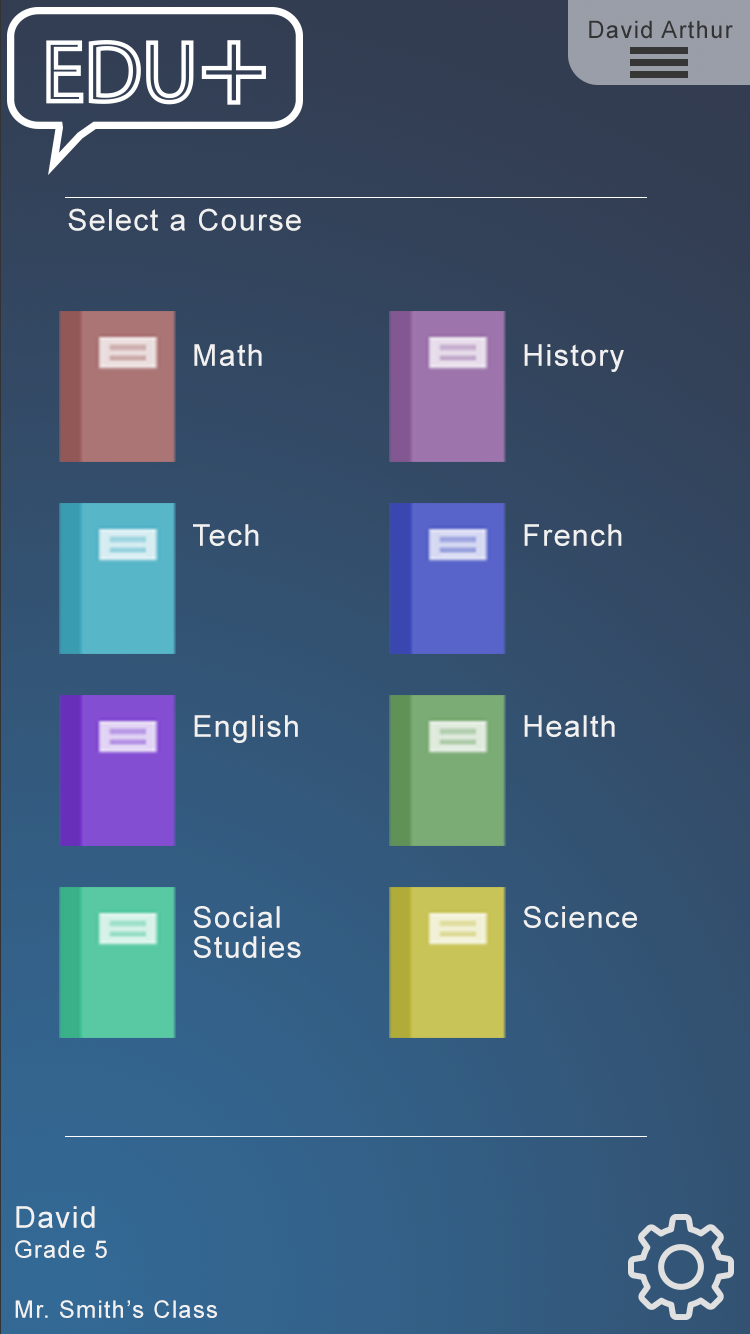 EDU+
David Arthur
Select a Course
Math
History
Tech
French
English
Health
Social
Studies
Science
David
Grade 5
Mr. Smith’s Class